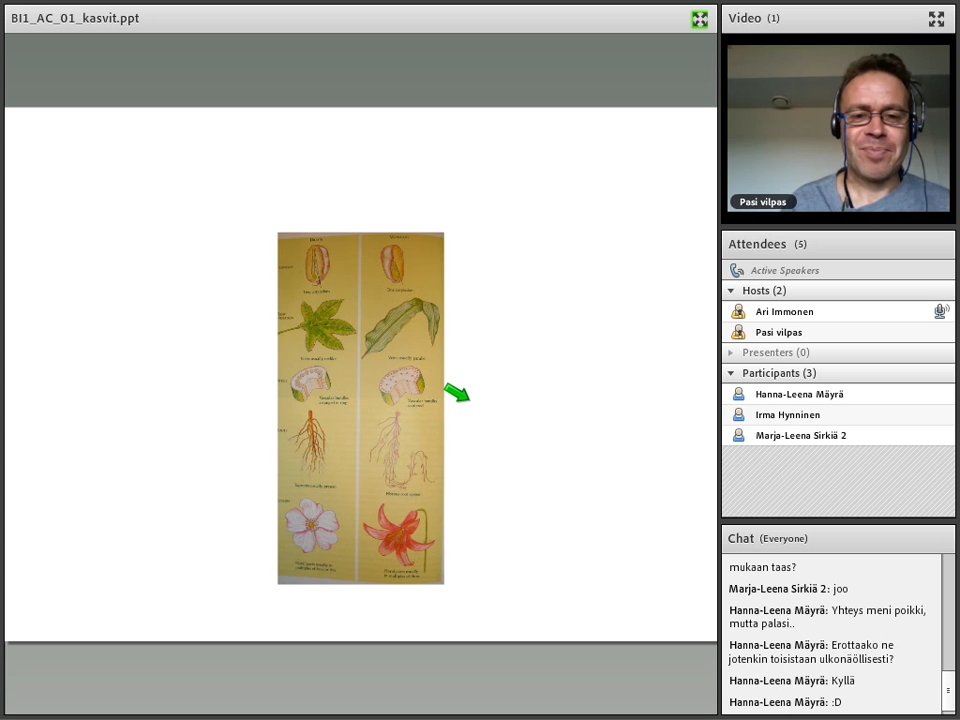 BI1_AC_01_kasvit.ppt
Video (1)
Pasi vilpas
Attendees (5)
Active Speakers
Hosts (2)
Ari Immonen
Pasi vilpas
Presenters (0)
Participants (3)
Hanna-Leena Mäyrä
Irma Hynninen
Marja-Leena Sirkiä 2
Chat (Everyone)
mukaan taas?
Marja-Leena Sirkiä 2: joo
Hanna-Leena Mäyrä: Yhteys meni poikki,
mutta palasi..
Hanna-Leena Mäyrä: Erottaako ne
jotenkin toisistaan ulkonäöllisesti?
Hanna-Leena Mäyrä: Kyllä
Hanna-Leena Mäyrä: :D